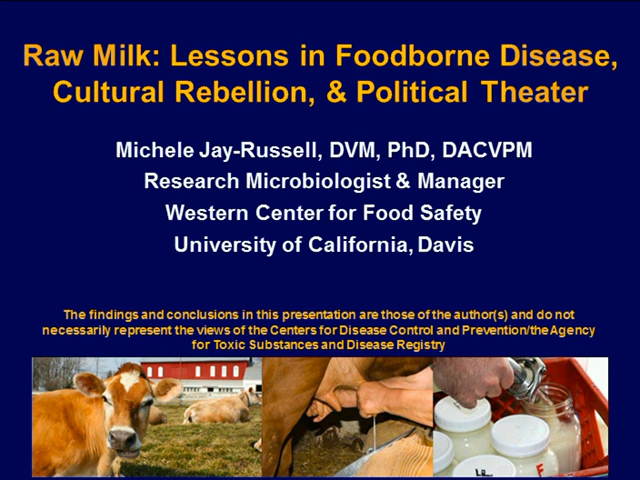 Raw Milk: Lessons in Foodborne Disease,
Cultural Rebellion, & Political Theater
Michele Jay-Russell, DVM, PhD, DACVPM
Research Microbiologist & Manager
Western Center for Food Safety
University of California, Davis
The findings and conclusions in this presentation are those of the author(s) and do not
necessarily represent the views of the Centers for Disease Control and Prevention/the Agency
for Toxic Substances and Disease Registry